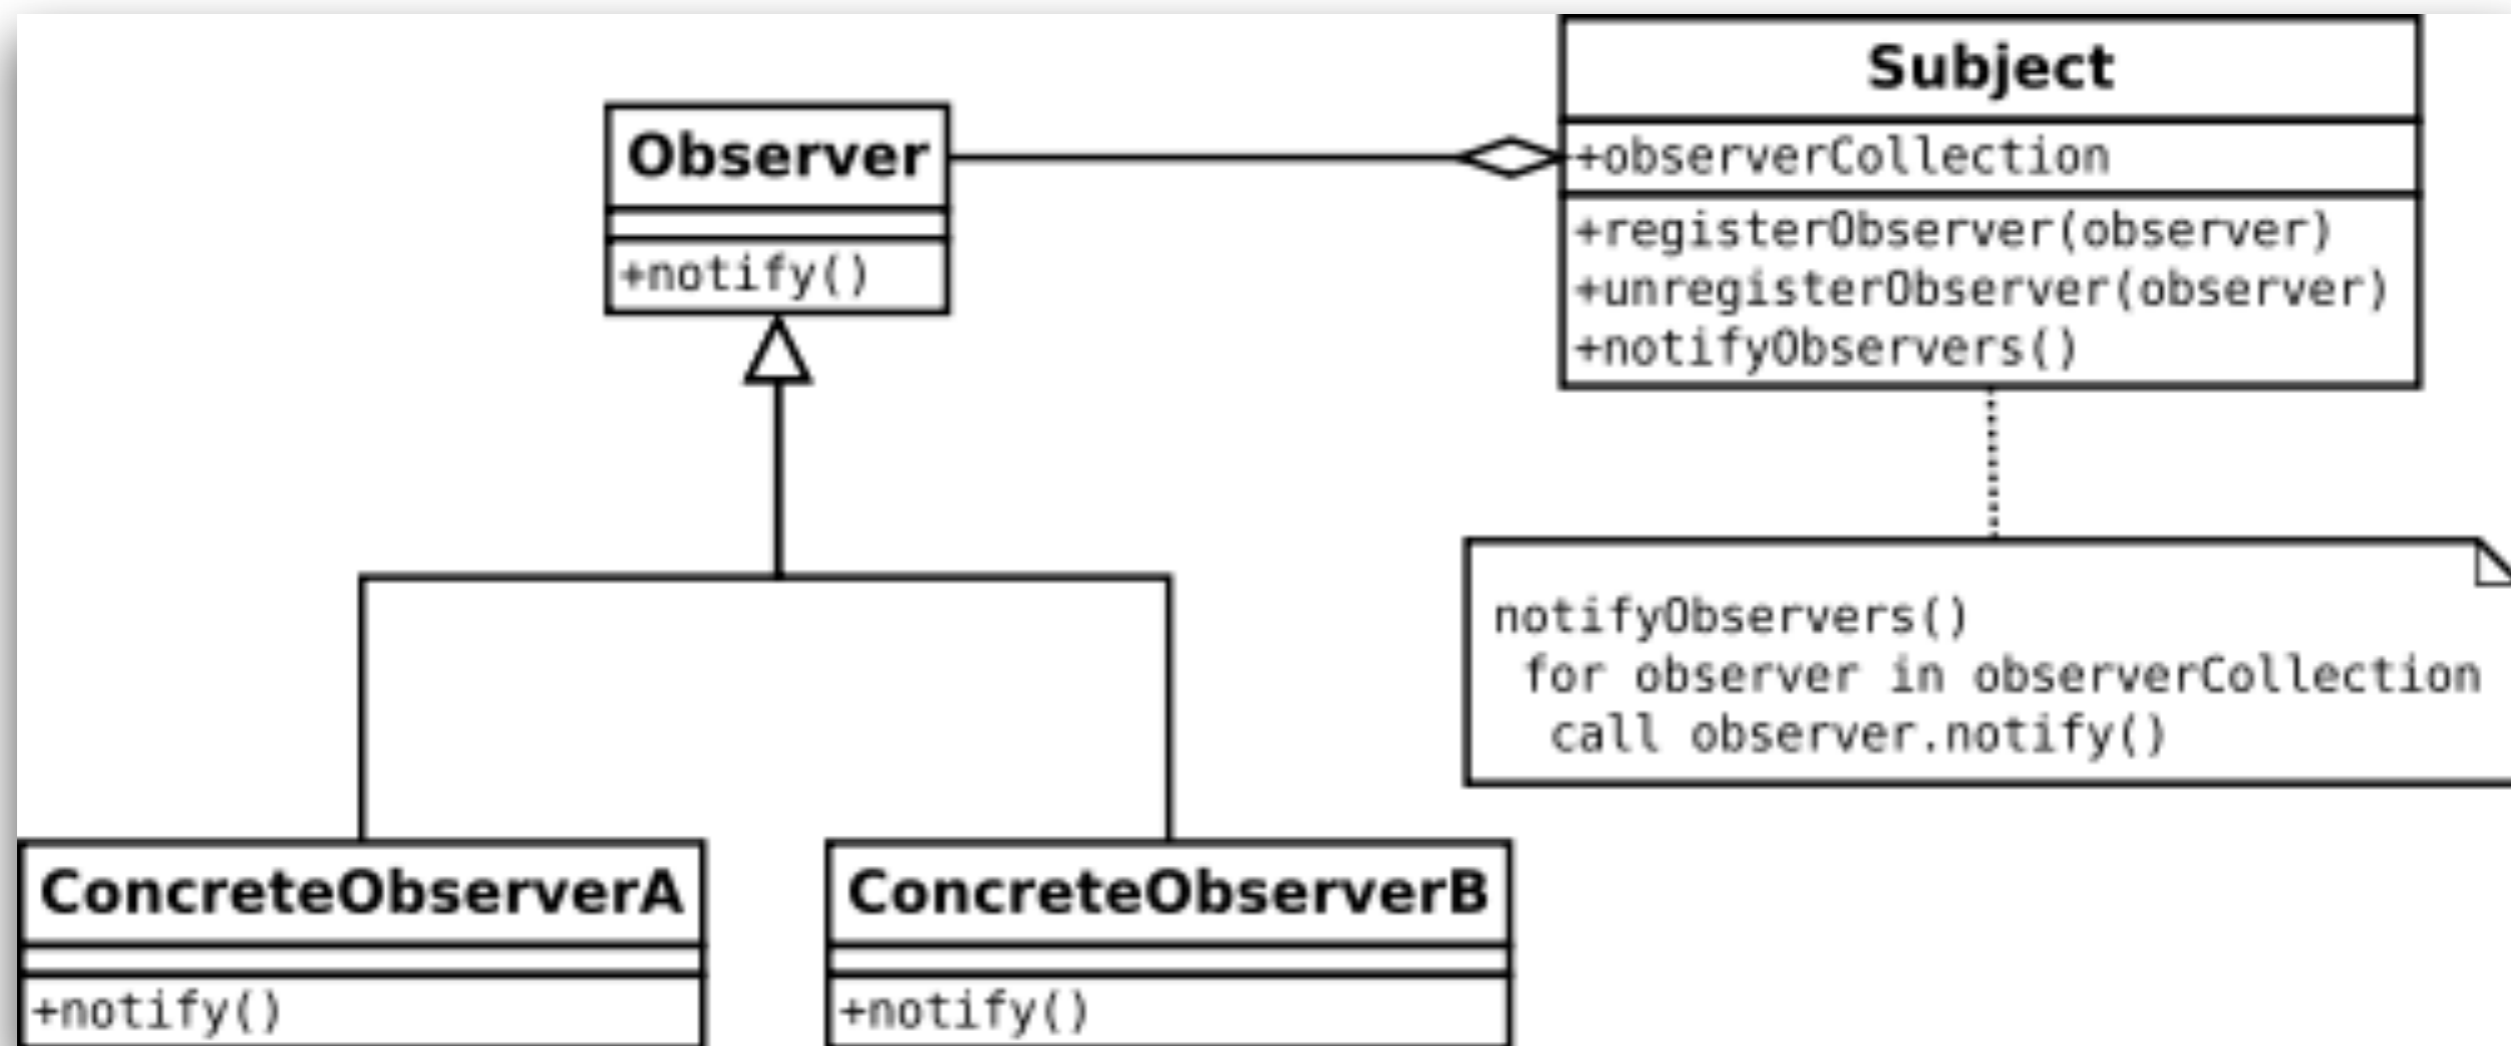 Observer
+notify()
Subject
+observerCollection
+registerObserver(observer)
+unregisterObserver(observer)
+notifyObservers()
notifyObservers()
for observer in observerCollection
call observer.notify()
ConcreteObserverA
+notify()
ConcreteObserverB
+notify()